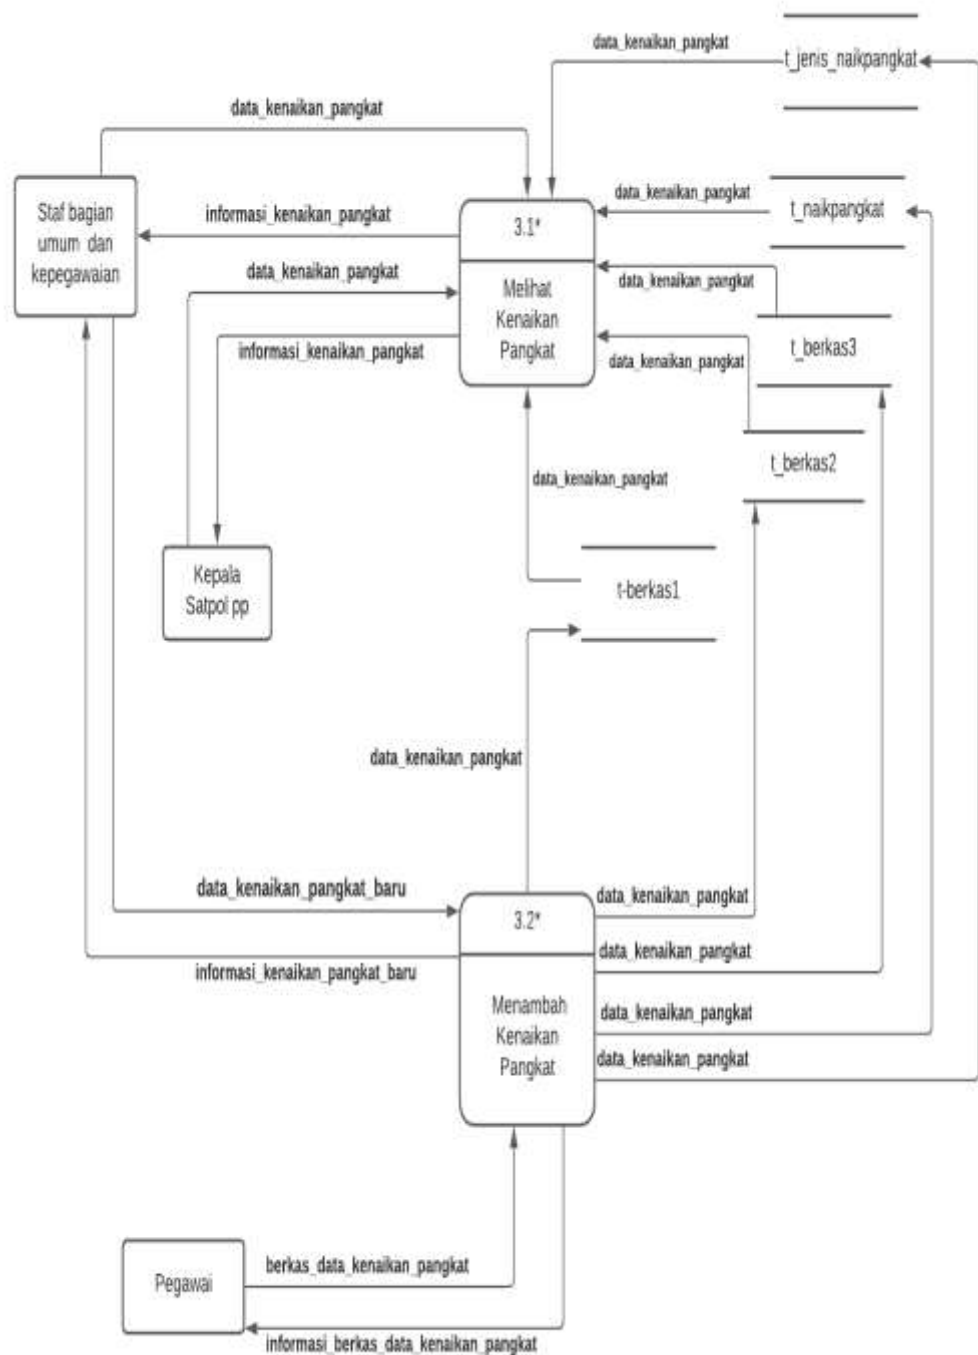 data_kenaikan_pangkat
t_jenis_naikpangkat
data_kenaikan_pangkat
Staf bagian
umum dan
kepegawaian
informasi_kenaikan_pangkat
data_kenaikan_pangkat
3.1*
Melihat
Kenaikan
Pangkat
data_kenaikan_pangkat
t_naikpangkat
data_kenaikan_pangkat
t_berkas3
informasi_kenaikan_pangkat
data_kenaikan_pangkat
t_berkas2
data_kenaikan_pangkat
Kepala
Satpol pp
t-berkas1
data_kenaikan_pangkat
data_kenaikan_pangkat_baru
informasi_kenaikan_pangkat_baru
3.2*
Menambah
Kenaikan
Pangkat
data_kenaikan_pangkat
data_kenaikan_pangkat
data_kenaikan_pangkat
data_kenaikan_pangkat
Pegawai
berkas_data_kenaikan_pangkat
informasi_berkas_data_kenaikan_pangkat